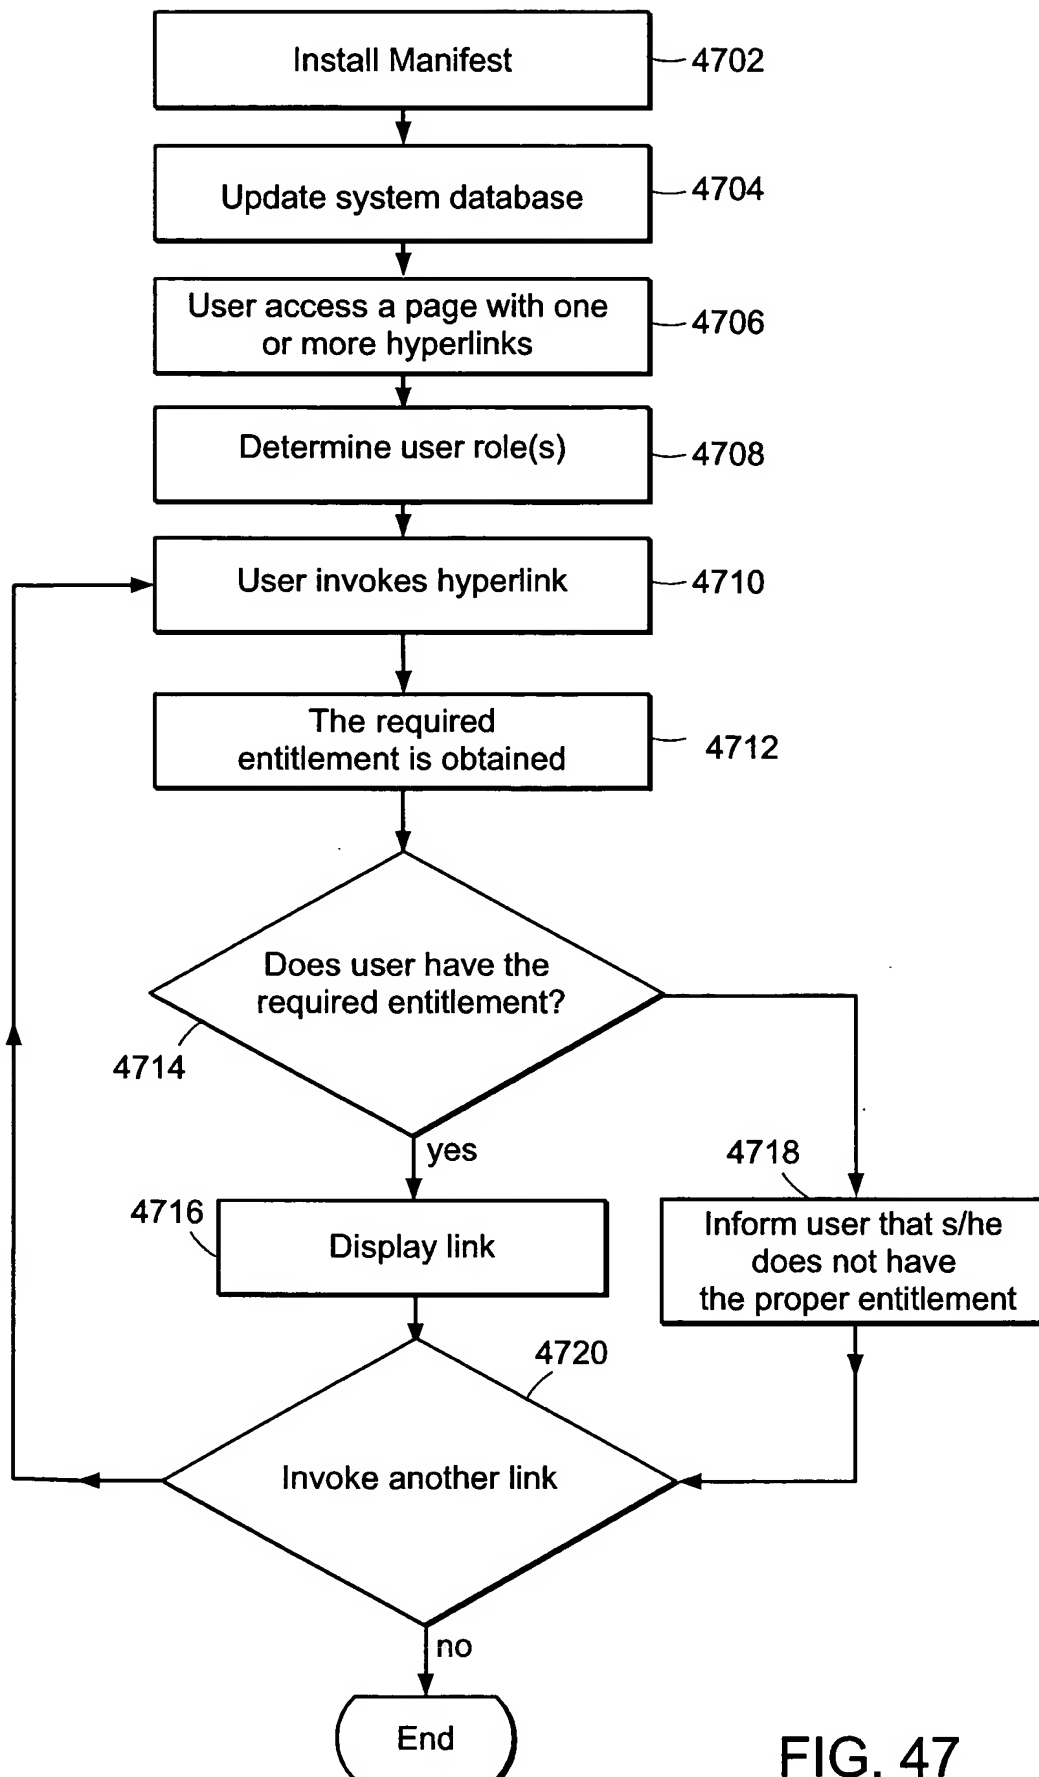 Install Manifest
4702
Update system database
4704
User access a page with one
or more hyperlinks
4706
Determine user role(s)
4708
User invokes hyperlink
4710
The required
entitlement is obtained
4712
Does user have the
required entitlement?
4714
yes
4718
4716
Display link
Inform user that s/he
does not have
the proper entitlement
4720
Invoke another link
no
End
FIG. 47